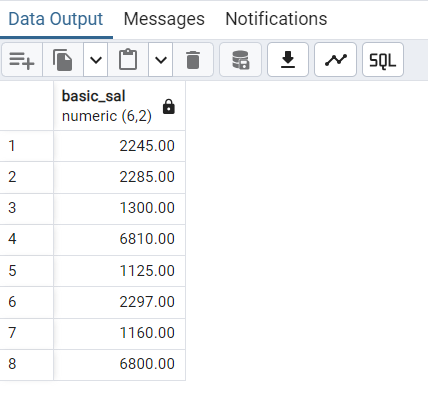 Data Output Messages Notifications
SQL
basic_sal
numeric (6,2)
1 2245.00
2 2285.00
3 1300.00
4 6810.00
5 1125.00
6 2297.00
7 1160.00
8 6800.00